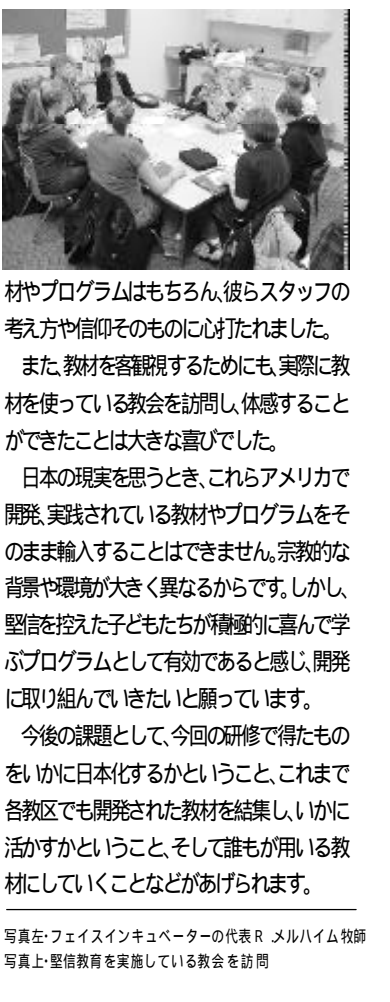 材やプログラムはもちろん、彼らスタッフの
考え方や信仰そのものに心打たれました。
また、教材を客観視するためにも、実際に教
材を使っている教会を訪問し、体感すること
ができたことは大きな喜びでした。
日本の現実を思うとき、これらアメリカで
開発、実践されている教材やプログラムをそ
のまま輸入することはできません。宗教的な
背景や環境が大きく異なるからです。しかし、
堅信を控えた子どもたちが積極的に喜んで学
ぶプログラムとして有効であると感じ、開発
に取り組んでいきたいと願っています。
今後の課題として、今回の研修で得たもの
をいかに日本化するかということ、これまで
各教区でも開発された教材を結集し、いかに
活かすかということ、そして誰もが用いる教
材にしていくことなどがあげられます。
写真左・フェイスインキュベーターの代表R メルハイム牧師
写真上・堅信教育を実施している教会を訪問